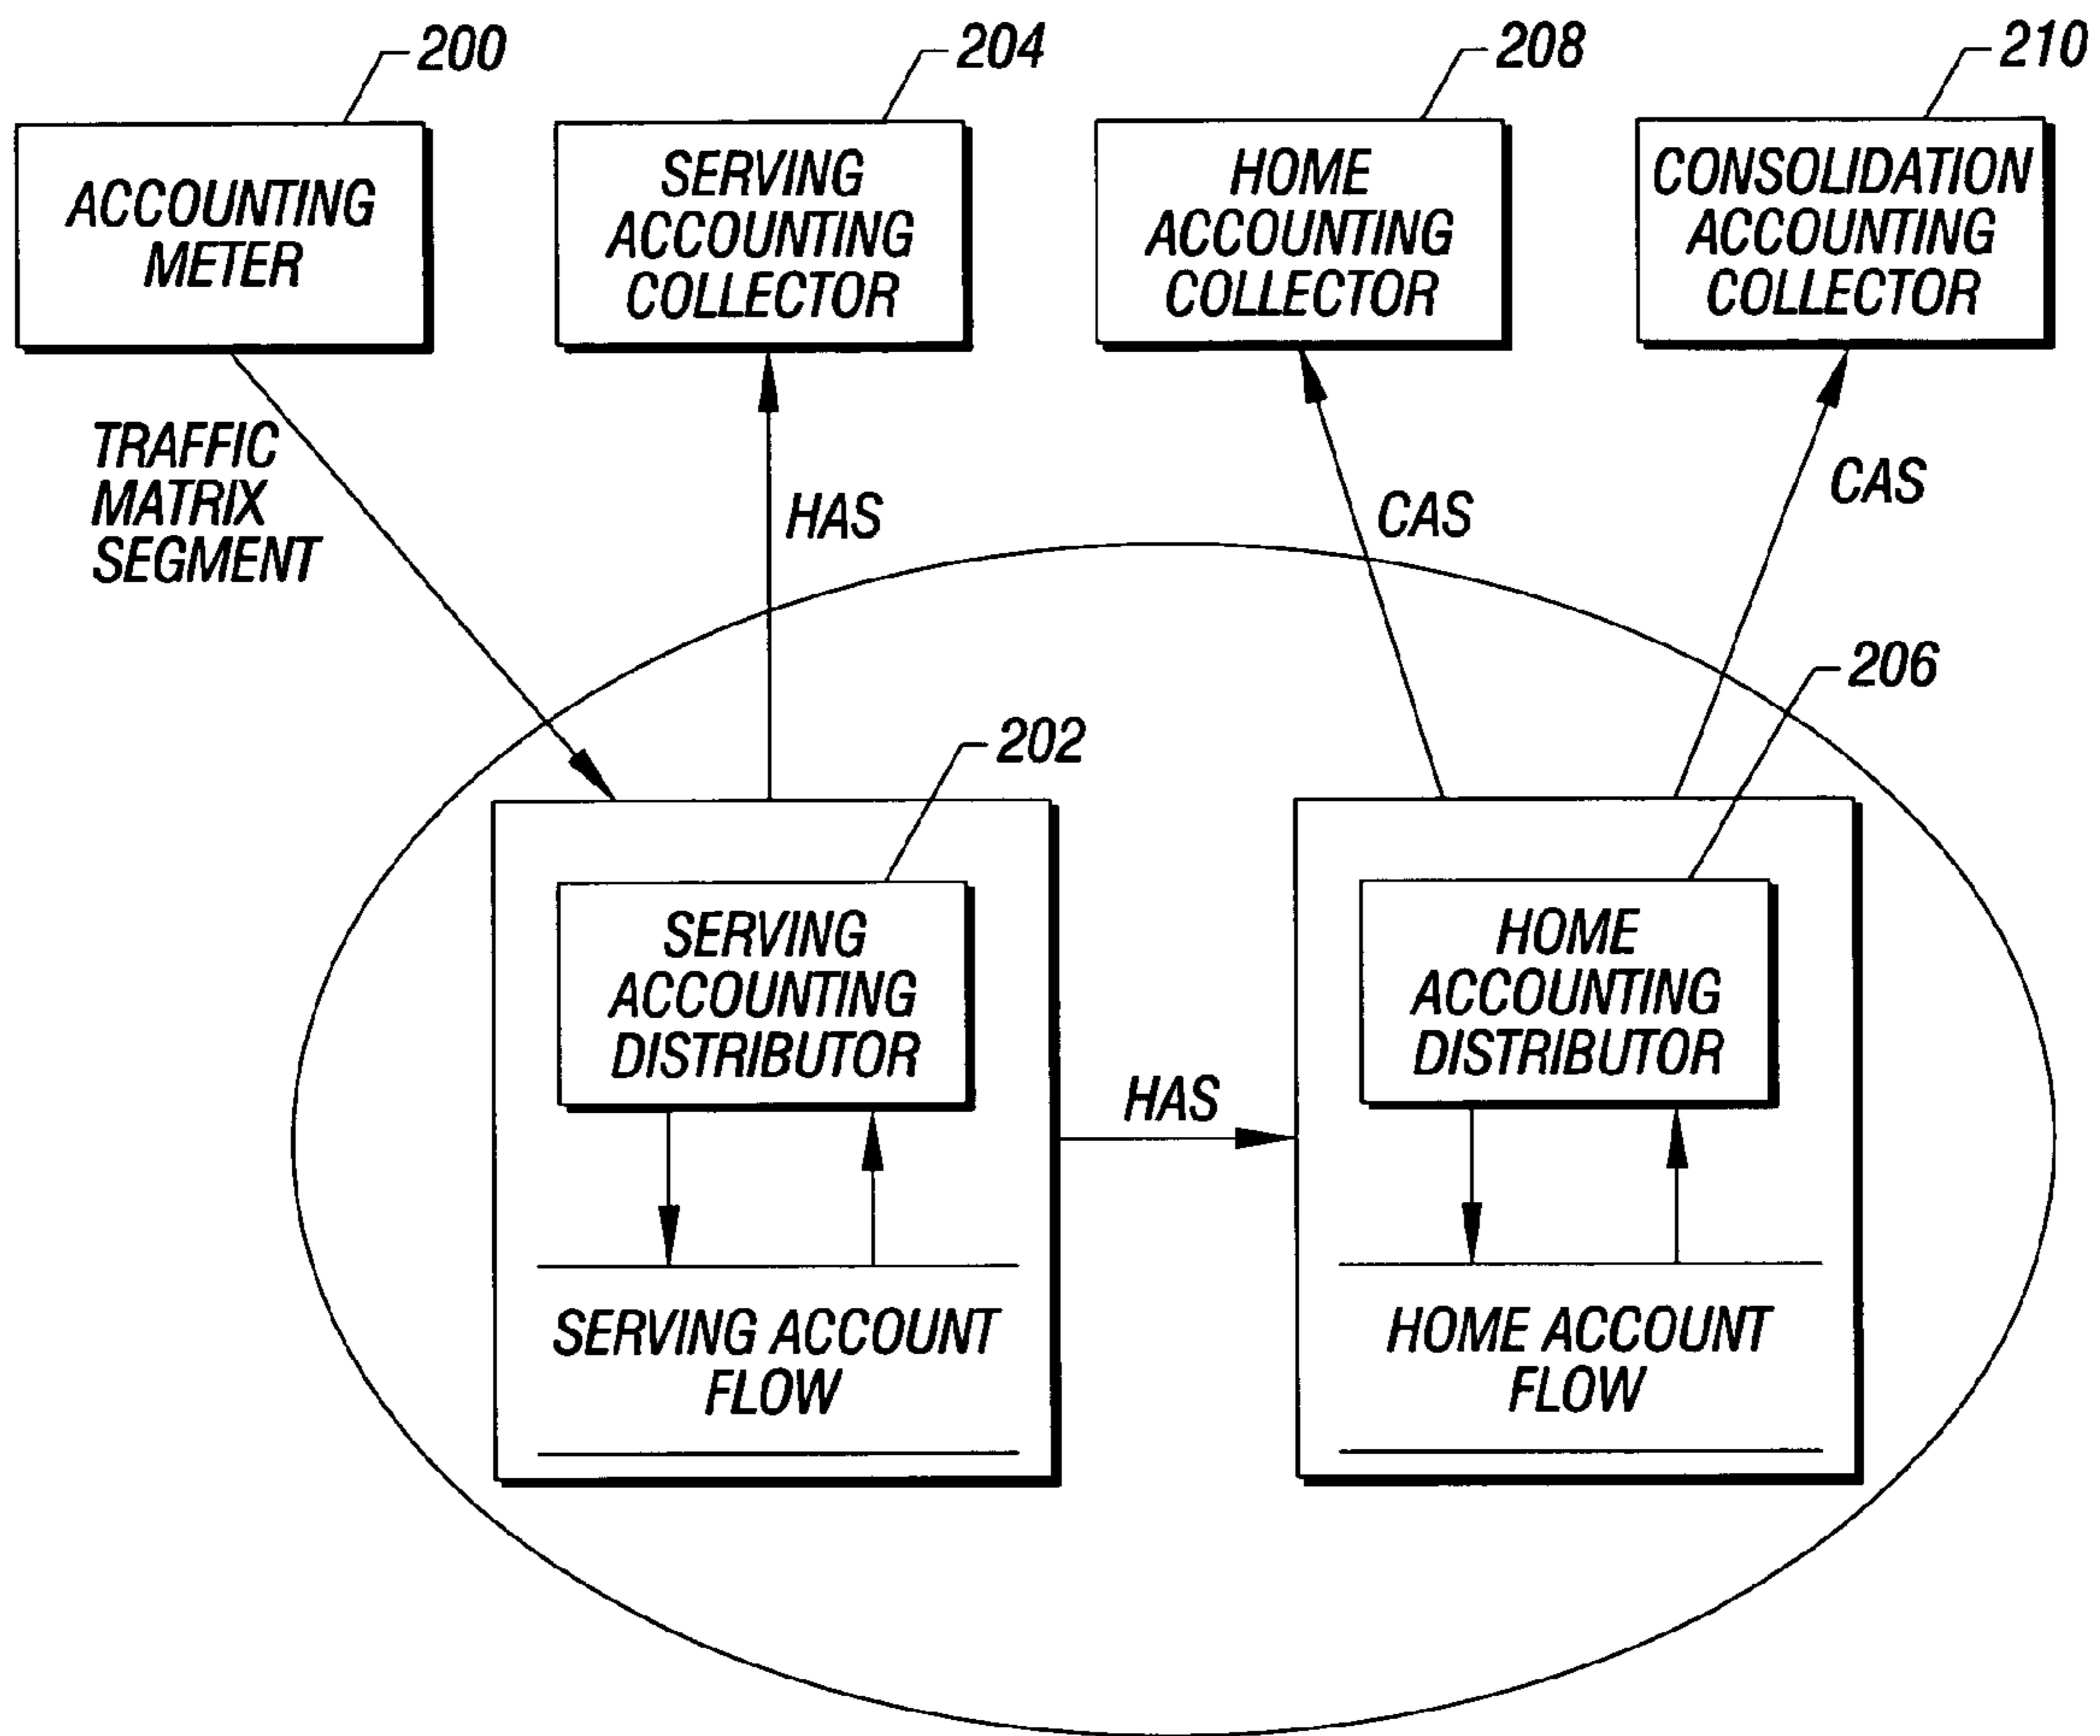 200
204
208
210
ACCOUNTING
METER
SERVING
ACCOUNTING
COLLECTOR
HOME
ACCOUNTING
COLLECTOR
CONSOLIDATION
ACCOUNTING
COLLECTOR
TRAFFIC
MATRIX
SEGMENT
HAS
CAS
CAS
202
206
SERVING
ACCOUNTING
DISTRIBUTOR
HAS
HOME
ACCOUNTING
DISTRIBUTOR
SERVING ACCOUNT
FLOW
HOME ACCOUNT
FLOW